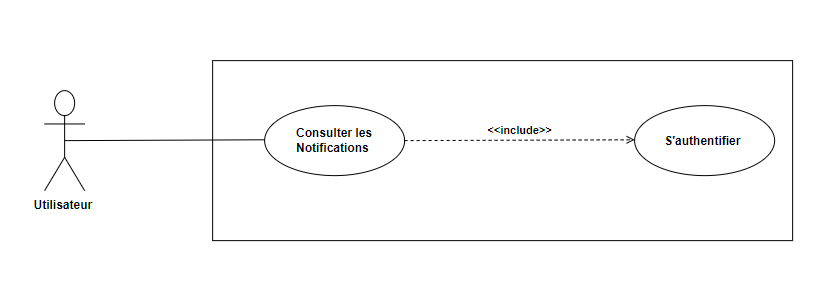 Consulter les
Notifications
<<include>>
S'authentifier
Utilisateur